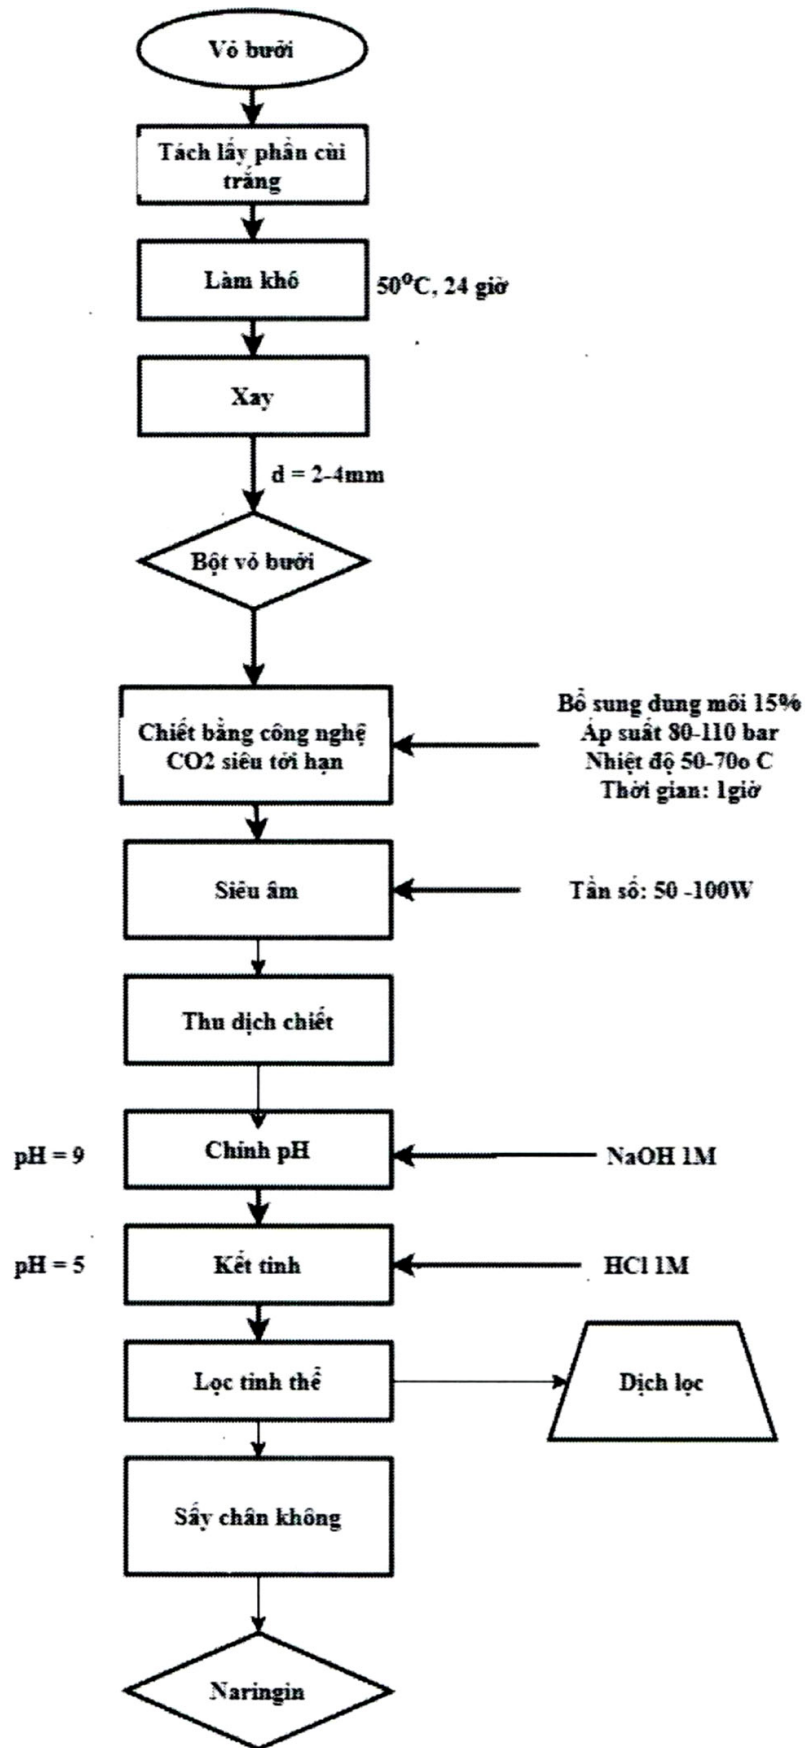 Vỏ bưởi
Tách lấy phần cùi
trắng
Làm khô
50⁰C, 24 giờ
Xay
d = 2-4mm
Bột vỏ bưởi
Chiết bằng công nghệ
CO2 siêu tới hạn
Bổ sung dung môi 15%
Áp suất 80-110 bar
Nhiệt độ 50-70o C
Thời gian: 1giờ
Siêu âm
Tần số: 50 -100W
Thu dịch chiết
pH = 9
Chỉnh pH
NaOH 1M
pH = 5
Kết tinh
HCl 1M
Lọc tinh thể
Dịch lọc
Sấy chân không
Naringin